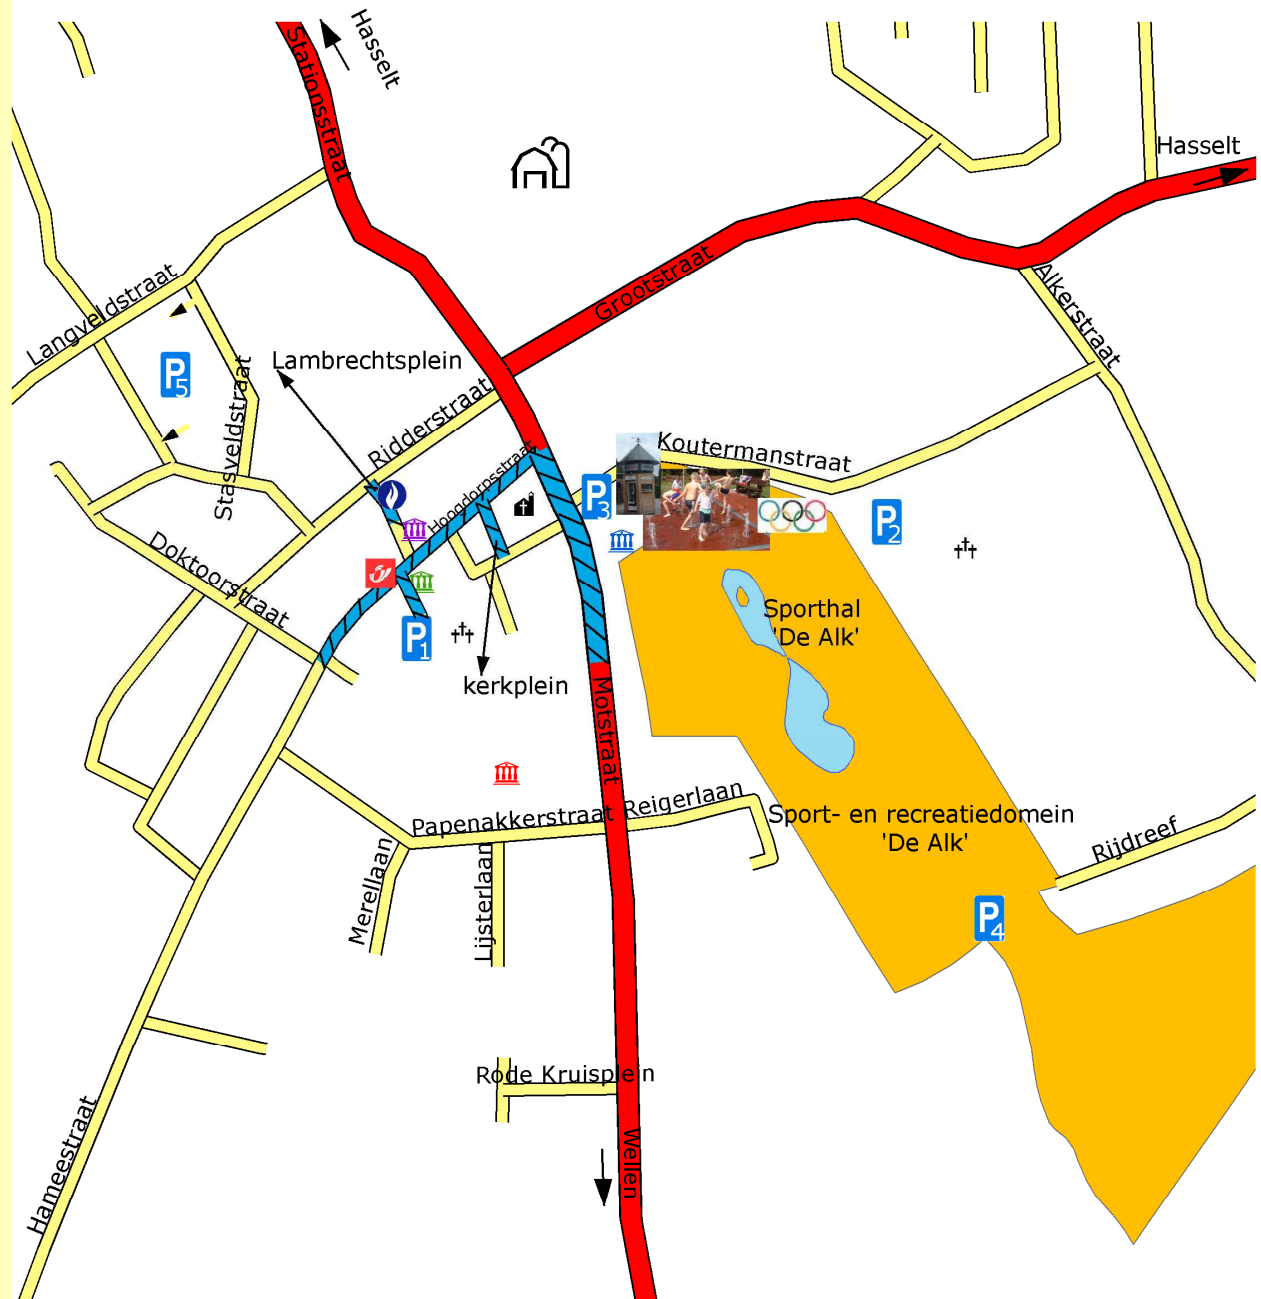 Hasselt
Stationsstraat
Hasselt
Grootstraat
Alkerstraat
Langveldstraat
Lambrechtsplein
P5
Stasveldstraat
Ridderstraat
Hoogdorpsstraat
Koutermanstraat
P3
P2
Doktoorstraat
Sporthal
'De Alk'
P1
kerkplein
Motstraat
Papenakkerstraat
Reigerlaan
Sport- en recreatiedomein
'De Alk'
Rijdreef
Merellaan
Lijsterlaan
P4
Rode Kruisplein
Hameestraat
Wellen